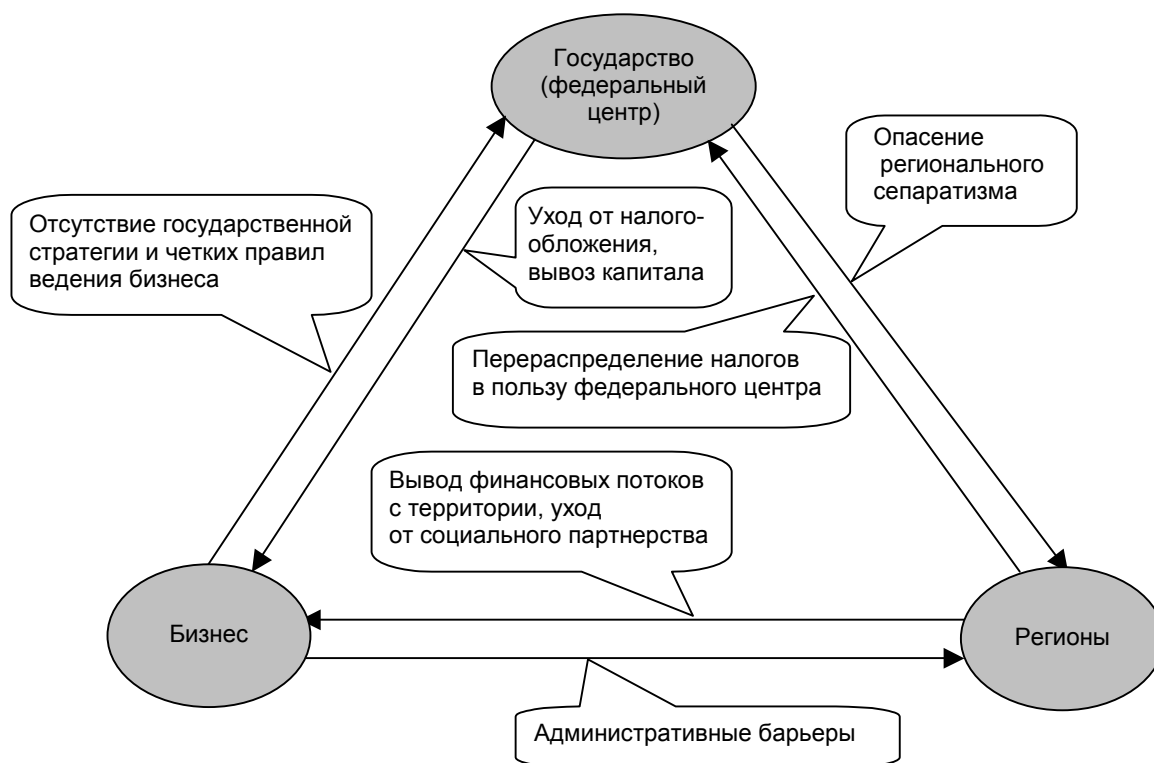 Государство
(федеральный
центр)
Опасение
регионального
сепаратизма
Отсутствие государственной
стратегии и четких правил
ведения бизнеса
Уход от налого-
обложения,
вывоз капитала
Перераспределение налогов
в пользу федерального центра
Вывод финансовых потоков
с территории, уход
от социального партнерства
Бизнес
Регионы
Административные барьеры